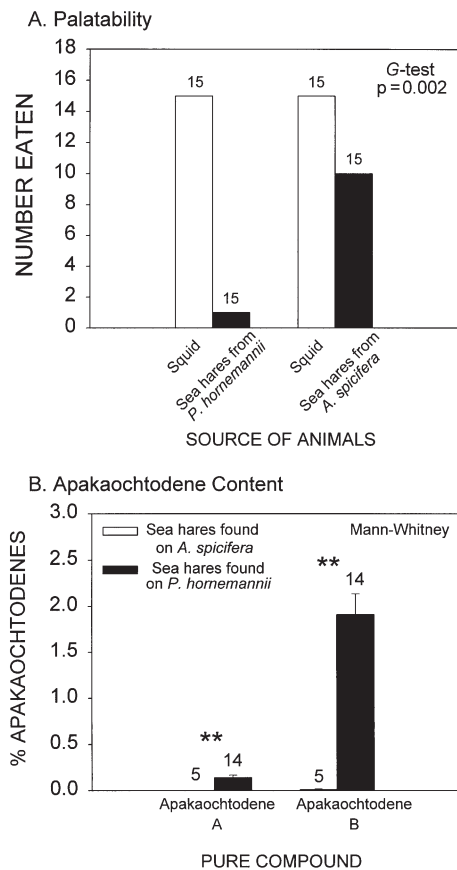 A. Palatability
NUMBER EATEN
18
16
14
12
10
8
6
4
2
0
15
15
15
15
G-test
p=0.002
Squid
Sea hares from
P. hornemannii
Squid
Sea hares from
A. spicifera
SOURCE OF ANIMALS
B. Apakaochtodene Content
% APAKAOCHTODENES
3.0
2.5
2.0
1.5
1.0
0.5
0.0
Sea hares found
on A. spicifera
Sea hares found
on P. hornemannii
Mann-Whitney
**
14
**
5
14
5
Apakaochtodene
A
Apakaochtodene
B
PURE COMPOUND